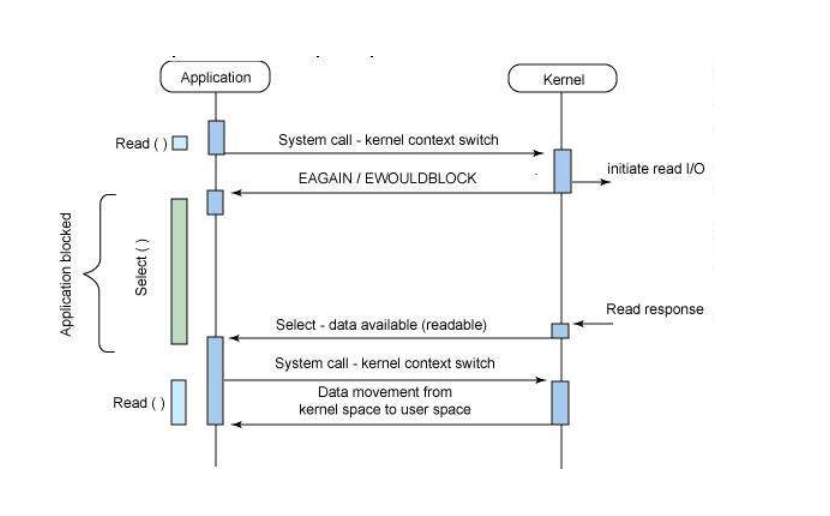 Application
Kernel
Read ( )
System call - kernel context switch
initiate read I/O
EAGAIN / EWOULDBLOCK
Application blocked
Select ( )
Read response
Select - data available (readable)
System call - kernel context switch
Read ( )
Data movement from
kernel space to user space